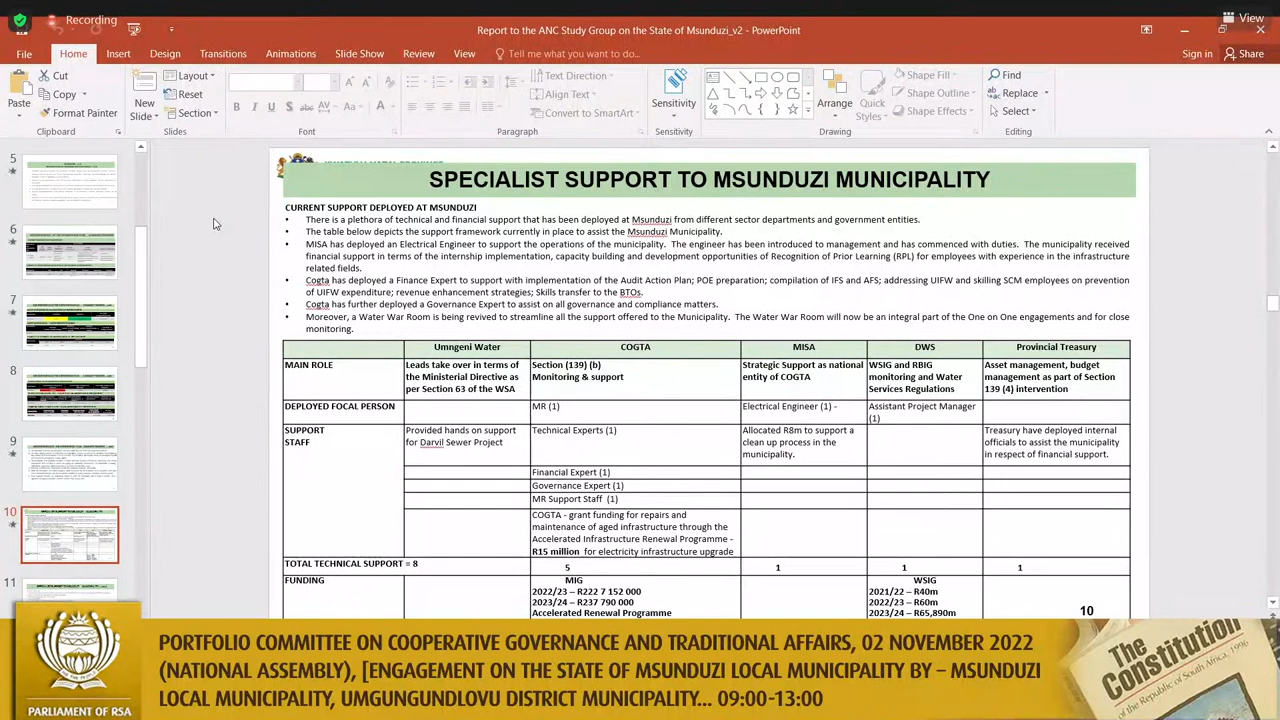 Recording
View
Report to the ANC Study Group on the State of Msunduzi_v2 - PowerPoint
File Home Insert Design Transitions Animations Slide Show Review View Tell me what you want to do... Sign in Share
Paste Cut Copy Format Painter Clipboard
New Slide Layout Reset Section Slides
B I U S abc AV Aa A Font
Text Direction Align Text Convert to SmartArt Paragraph
Sensitivity Sensitivity
Arrange Quick Styles Shape Fill Shape Outline Shape Effects Drawing
Find Replace Select Editing
5
6
7
8
9
10
11
SPECIALIST SUPPORT TO MSUNDUZI MUNICIPALITY
CURRENT SUPPORT DEPLOYED AT MSUNDUZI
• There is a plethora of technical and financial support that has been deployed at Msunduzi from different sector departments and government entities.
• The table below depicts the support framework currently in place to assist the Msunduzi Municipality.
• MISA has deployed an Electrical Engineer to support the operations of the municipality. The engineer has been introduced to management and has commenced with duties. The municipality received
financial support in terms of the internship implementation, capacity building and development opportunities of Recognition of Prior Learning (RPL) for employees with experience in the infrastructure
related fields.
• Cogta has deployed a Finance Expert to support with implementation of the Audit Action Plan; POE preparation; compilation of IFS and AFS; addressing UIFW and skilling SCM employees on prevention
of UIFW expenditure; revenue enhancement strategies; Skills transfer to the BTOs.
• Cogta has further deployed a Governance Expert to assist on all governance and compliance matters.
• Moreover, a Water War Room is being revived to streamline all the support offered to the Municipality. The Water War Room will now be an integral part of the One on One engagements and for close
monitoring.
Umngeni Water COGTA MISA DWS Provincial Treasury
MAIN ROLE Leads take over in terms of the Ministerial Directive as per Section 63 of the WSA Section (139) (b) Monitoring & support Strategic Support as national entity of COGTA WSIG and RBIG monitoring and Water Services Regulations Asset management, budget management as part of Section 139 (4) intervention
DEPLOYED FOCAL PERSON MR (1) Electrical Engineer (1) - Assistant Project Manager (1)
SUPPORT STAFF Provided hands on support for Darvil Sewer Project Technical Experts (1) Allocated R8m to support a clean up process in the municipality. Treasury have deployed internal officials to assist the municipality in respect of financial support.
Financial Expert (1)
Governance Expert (1)
MR Support Staff (1)
COGTA - grant funding for repairs and
maintenance of aged infrastructure through the
Accelerated Infrastructure Renewal Programme -
R15 million for electricity infrastructure upgrade
TOTAL TECHNICAL SUPPORT = 8 5 1 1 1
FUNDING MIG WSIG
2022/23 – R222 7 152 000 2021/22 – R40m
2023/24 – R237 790 000 2022/23 – R60m
Accelerated Renewal Programme 2023/24 – R65,890m
10
PORTFOLIO COMMITTEE ON COOPERATIVE GOVERNANCE AND TRADITIONAL AFFAIRS, 02 NOVEMBER 2022
(NATIONAL ASSEMBLY), [ENGAGEMENT ON THE STATE OF MSUNDUZI LOCAL MUNICIPALITY BY – MSUNDUZI
LOCAL MUNICIPALITY, UMGUNGUNDLOVU DISTRICT MUNICIPALITY... 09:00-13:00
PARLIAMENT OF RSA
The
Constitution
of the Republic of South Africa, 1996